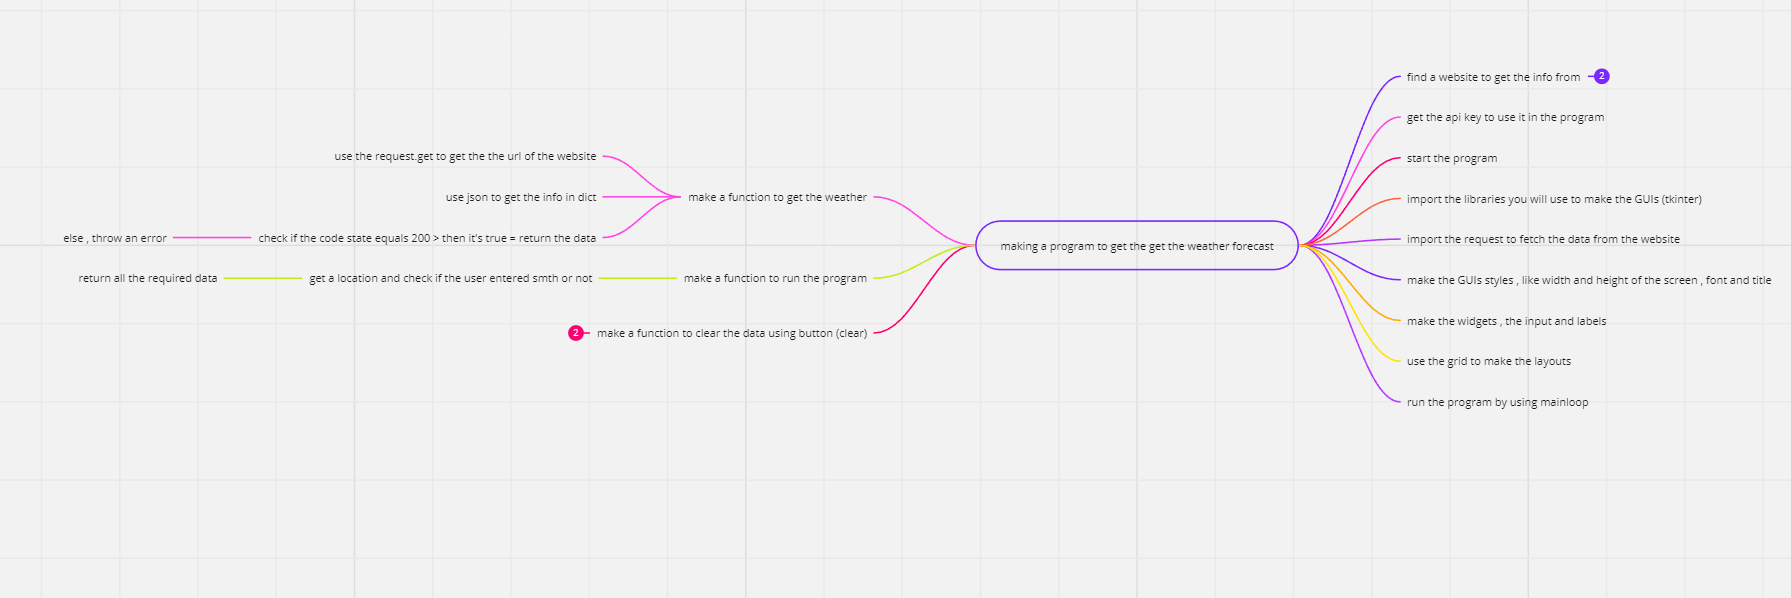 making a program to get the get the weather forecast
find a website to get the info from
2
get the api key to use it in the program
start the program
import the libraries you will use to make the GUIs (tkinter)
import the request to fetch the data from the website
make the GUIs styles , like width and height of the screen , font and title
make the widgets , the input and labels
use the grid to make the layouts
run the program by using mainloop
make a function to get the weather
use the request.get to get the the url of the website
use json to get the info in dict
check if the code state equals 200 > then it's true = return the data
else , throw an error
make a function to run the program
get a location and check if the user entered smth or not
return all the required data
make a function to clear the data using button (clear)
2